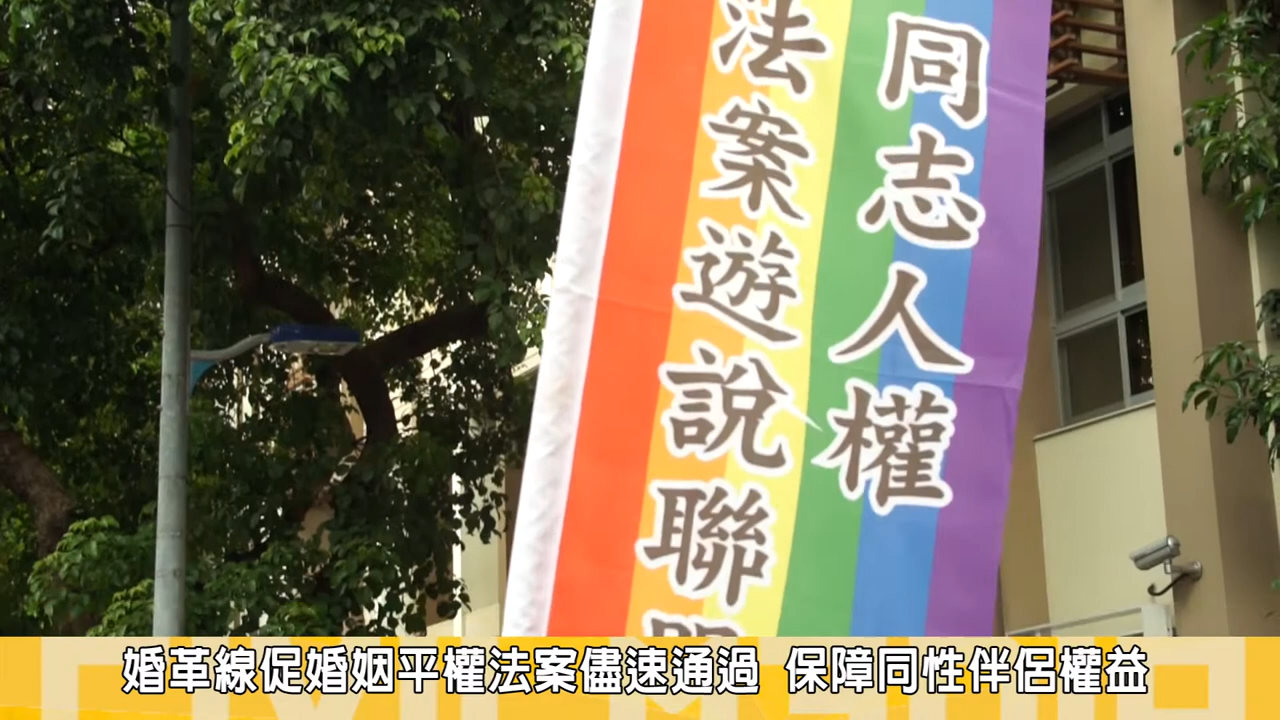 同志人權
法案遊說聯
婚革線促婚姻平權法案儘速通過 保障同性伴侶權益